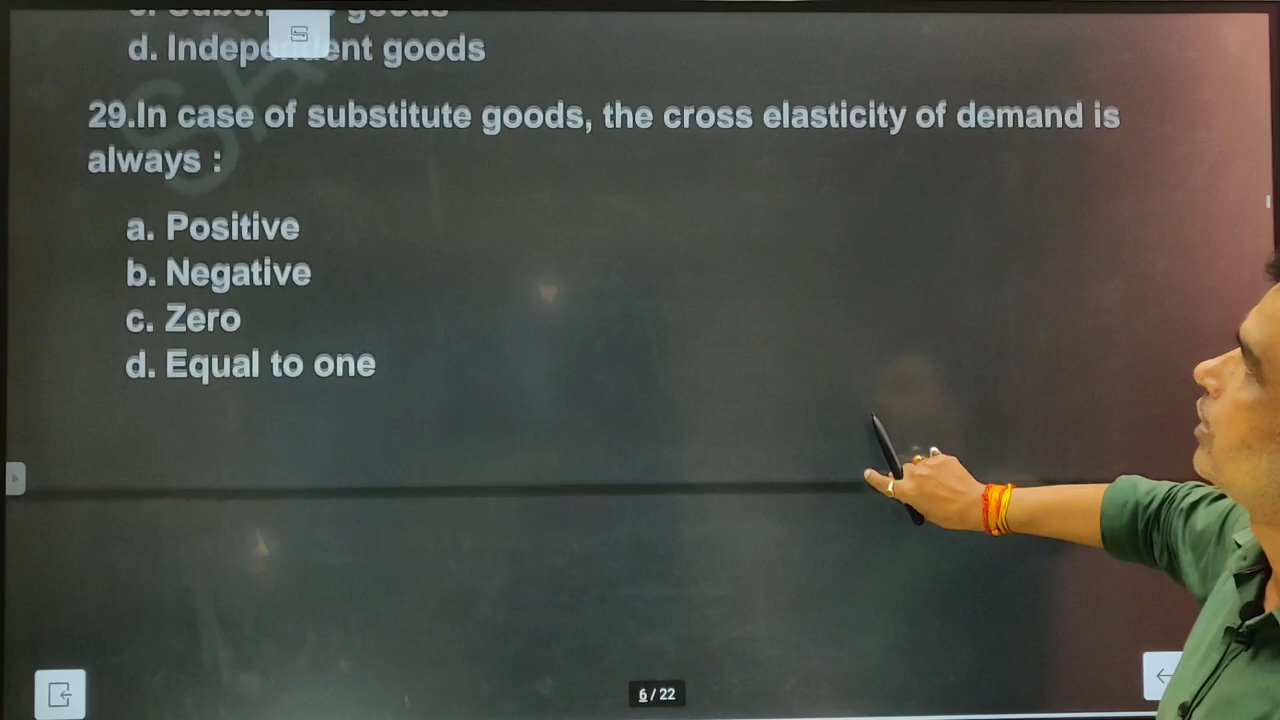 goods
d. Independent goods
29.In case of substitute goods, the cross elasticity of demand is
always :
a. Positive
b. Negative
c. Zero
d. Equal to one
6 / 22